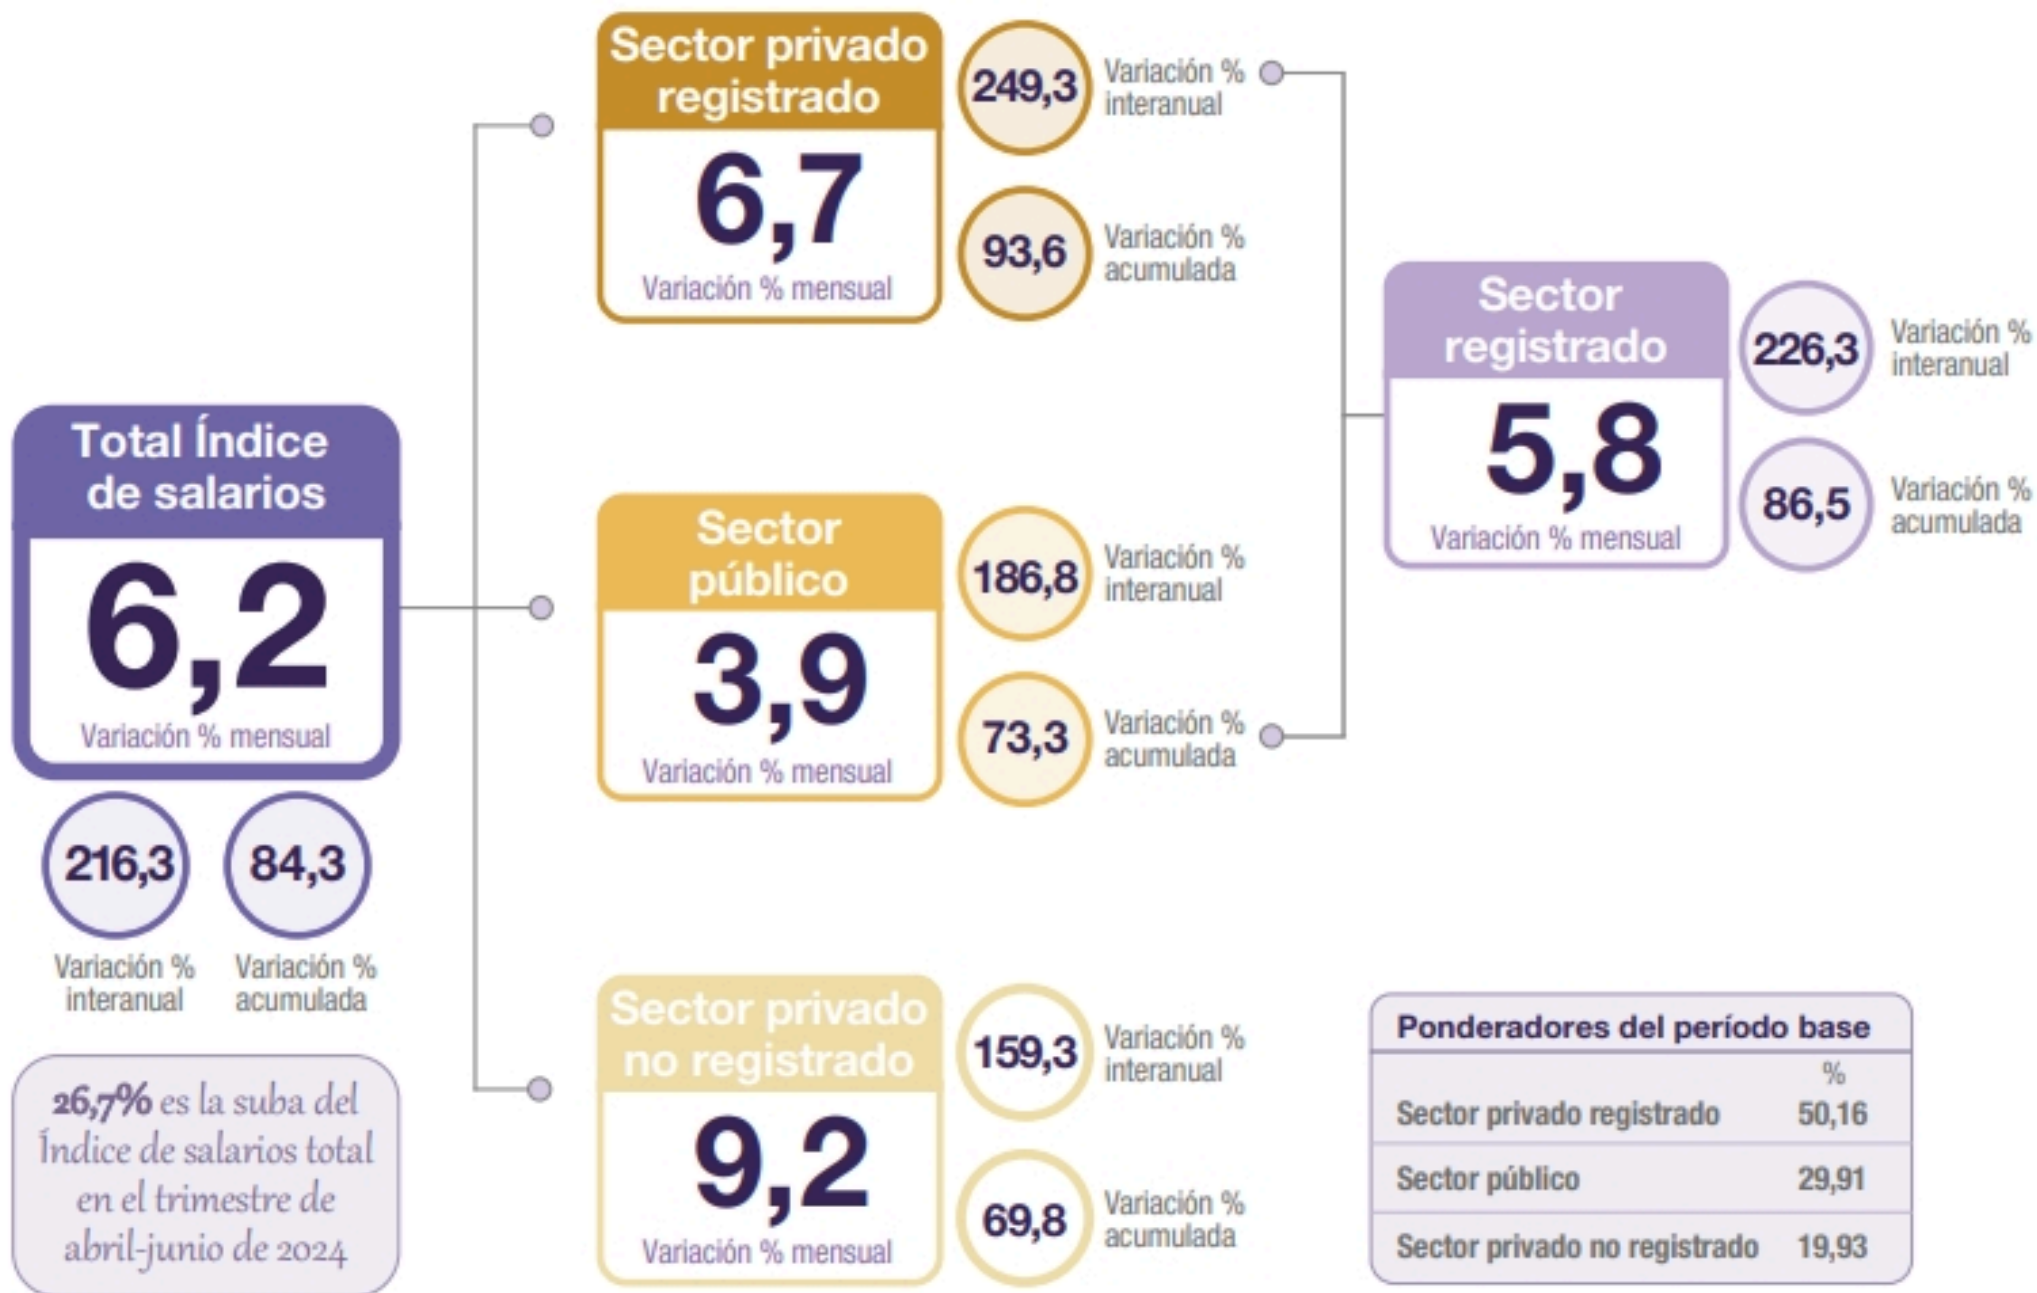 Total Índice
de salarios
6,2
Variación % mensual
216,3
Variación %
interanual
84,3
Variación %
acumulada
26,7% es la suba del
Índice de salarios total
en el trimestre de
abril-junio de 2024
Sector privado
registrado
6,7
Variación % mensual
249,3
Variación %
interanual
93,6
Variación %
acumulada
Sector
público
3,9
Variación % mensual
186,8
Variación %
interanual
73,3
Variación %
acumulada
Sector privado
no registrado
9,2
Variación % mensual
159,3
Variación %
interanual
69,8
Variación %
acumulada
Sector
registrado
5,8
Variación % mensual
226,3
Variación %
interanual
86,5
Variación %
acumulada
Ponderadores del período base
%
Sector privado registrado 50,16
Sector público 29,91
Sector privado no registrado 19,93